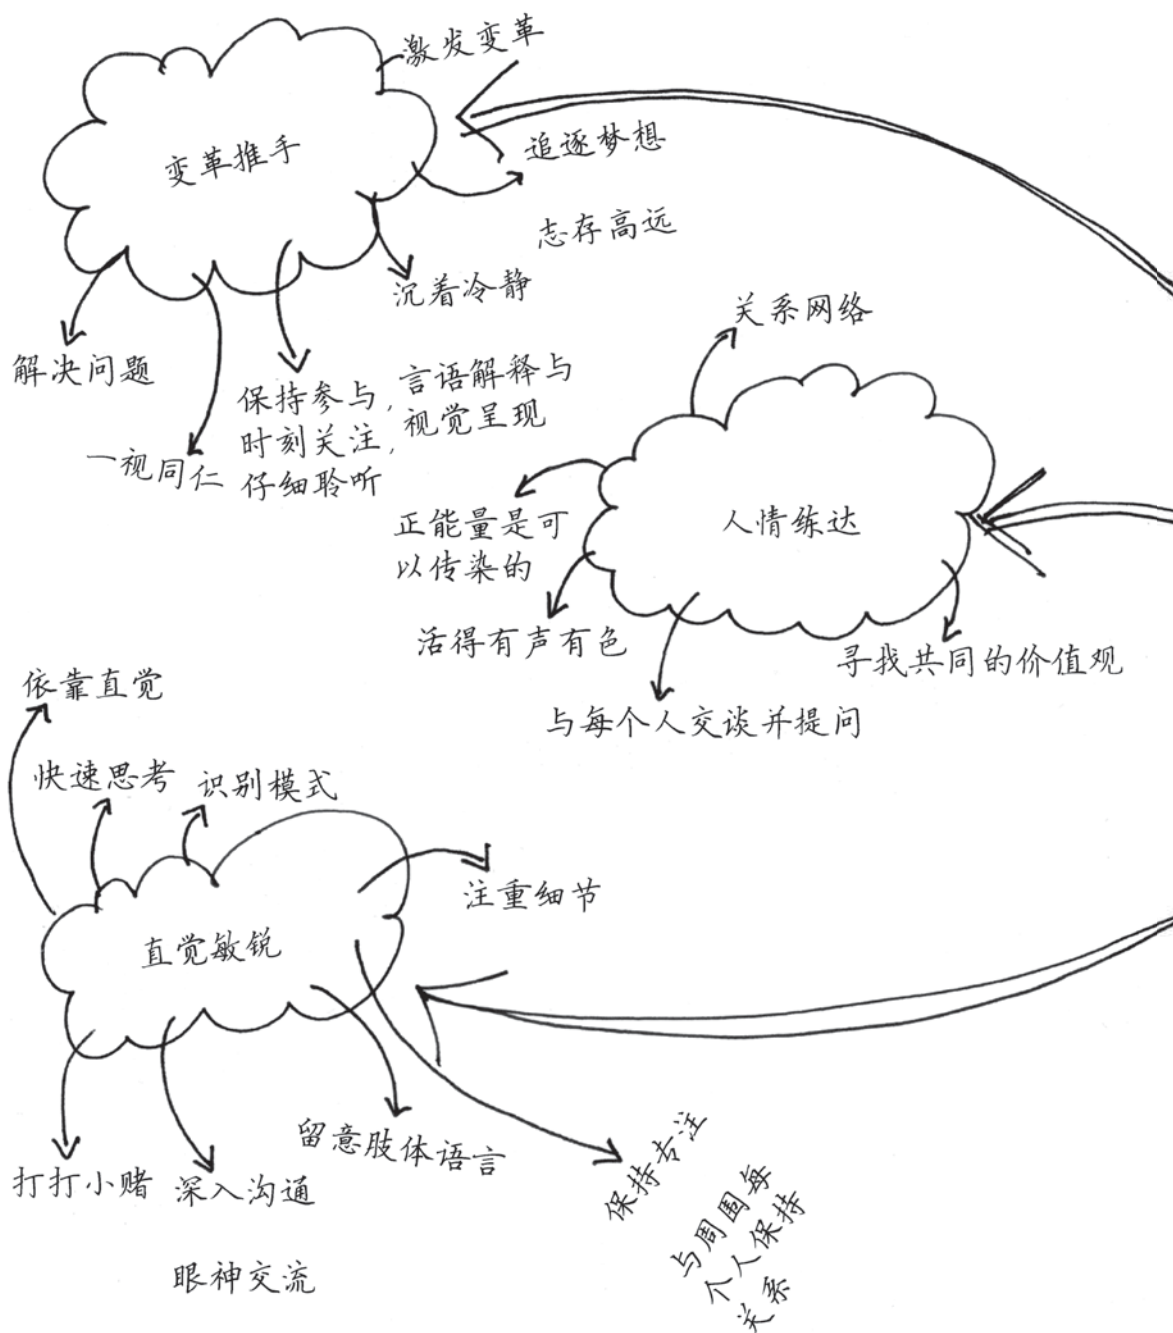 激发变革
变革推手
追逐梦想
志存高远
沉着冷静
解决问题
一视同仁
保持参与,
时刻关注,
仔细聆听
言语解释与
视觉呈现
关系网络
人情练达
正能量是可
以传染的
活得有声有色
与每个人交谈并提问
寻找共同的价值观
依靠直觉
快速思考
识别模式
注重细节
直觉敏锐
打打小赌
深入沟通
眼神交流
留意肢体语言
保持专注
与周围每
个人保持
关系